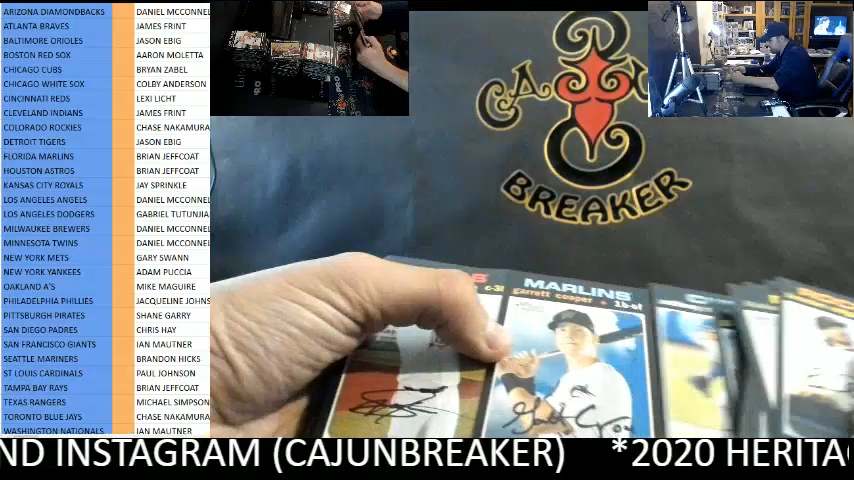 ARIZONA DIAMONDBACKS DANIEL MCCONNEL
ATLANTA BRAVES JAMES FRINT
BALTIMORE ORIOLES JASON EBIG
BOSTON RED SOX AARON MOLETTA
CHICAGO CUBS BRYAN ZABEL
CHICAGO WHITE SOX COLBY ANDERSON
CINCINNATI REDS LEXI LICHT
CLEVELAND INDIANS JAMES FRINT
COLORADO ROCKIES CHASE NAKAMURA
DETROIT TIGERS JASON EBIG
FLORIDA MARLINS BRIAN JEFFCOAT
HOUSTON ASTROS BRIAN JEFFCOAT
KANSAS CITY ROYALS JAY SPRINKLE
LOS ANGELES ANGELS DANIEL MCCONNEL
LOS ANGELES DODGERS GABRIEL TUTUNJIA
MILWAUKEE BREWERS DANIEL MCCONNEL
MINNESOTA TWINS DANIEL MCCONNEL
NEW YORK METS GARY SWANN
NEW YORK YANKEES ADAM PUCCIA
OAKLAND A'S MIKE MAGUIRE
PHILADELPHIA PHILLIES JACQUELINE JOHNS
PITTSBURGH PIRATES SHANE GARRY
SAN DIEGO PADRES CHRIS HAY
SAN FRANCISCO GIANTS IAN MAUTNER
SEATTLE MARINERS BRANDON HICKS
ST LOUIS CARDINALS PAUL JOHNSON
TAMPA BAY RAYS BRIAN JEFFCOAT
TEXAS RANGERS MICHAEL SIMPSON
TORONTO BLUE JAYS CHASE NAKAMURA
WASHINGTON NATIONALS IAN MAUTNER
BREAKER
MARLINS
garrett cooper • 1b-of
c-3b
ND INSTAGRAM (CAJUNBREAKER) *2020 HERITA